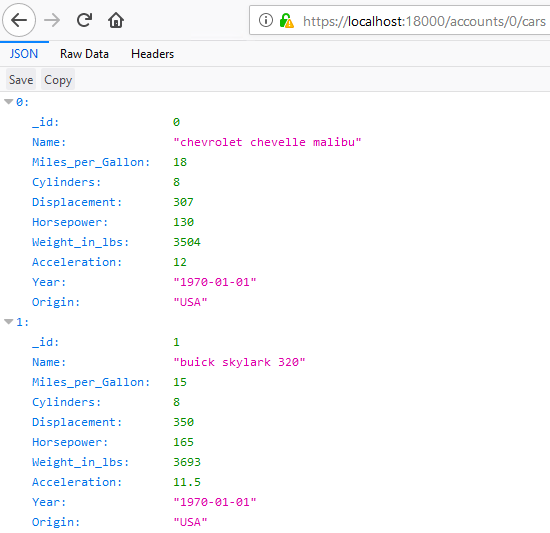 https://localhost:18000/accounts/0/cars
JSON Raw Data Headers
Save Copy
0:
_id: 0
Name: "chevrolet chevelle malibu"
Miles_per_Gallon: 18
Cylinders: 8
Displacement: 307
Horsepower: 130
Weight_in_lbs: 3504
Acceleration: 12
Year: "1970-01-01"
Origin: "USA"
1:
_id: 1
Name: "buick skylark 320"
Miles_per_Gallon: 15
Cylinders: 8
Displacement: 350
Horsepower: 165
Weight_in_lbs: 3693
Acceleration: 11.5
Year: "1970-01-01"
Origin: "USA"